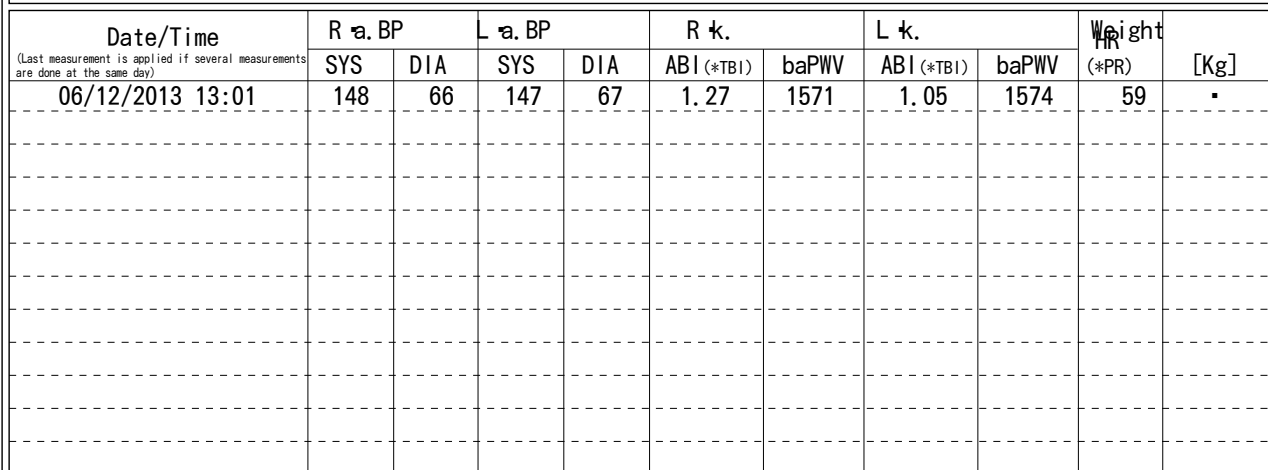 Date/Time R-a.BP L-a.BP R-k. L-k. Weight
HR
(Last measurement is applied if several measurements are done at the same day) SYS DIA SYS DIA ABI(*TBI) baPWV ABI(*TBI) baPWV (*PR) [Kg]
06/12/2013 13:01 148 66 147 67 1.27 1571 1.05 1574 59 -